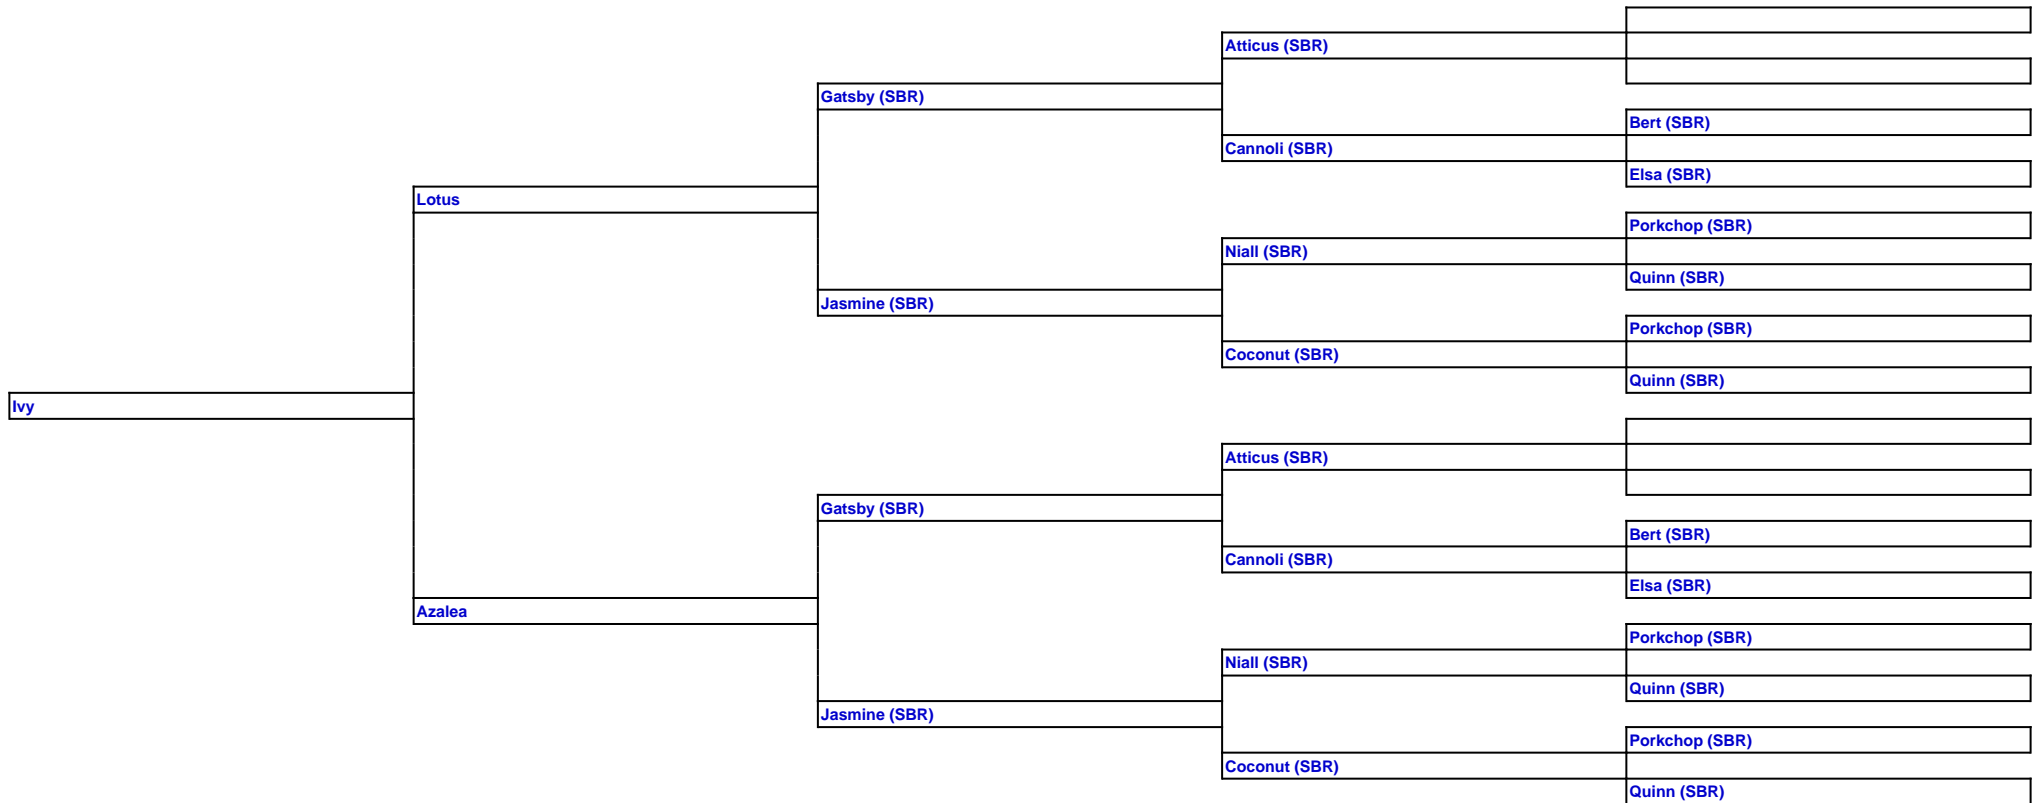 Atticus (SBR)
Gatsby (SBR)
Bert (SBR)
Cannoli (SBR)
Elsa (SBR)
Lotus
Porkchop (SBR)
Niall (SBR)
Quinn (SBR)
Jasmine (SBR)
Porkchop (SBR)
Coconut (SBR)
Quinn (SBR)
Ivy
Atticus (SBR)
Gatsby (SBR)
Bert (SBR)
Cannoli (SBR)
Elsa (SBR)
Azalea
Porkchop (SBR)
Niall (SBR)
Quinn (SBR)
Jasmine (SBR)
Porkchop (SBR)
Coconut (SBR)
Quinn (SBR)